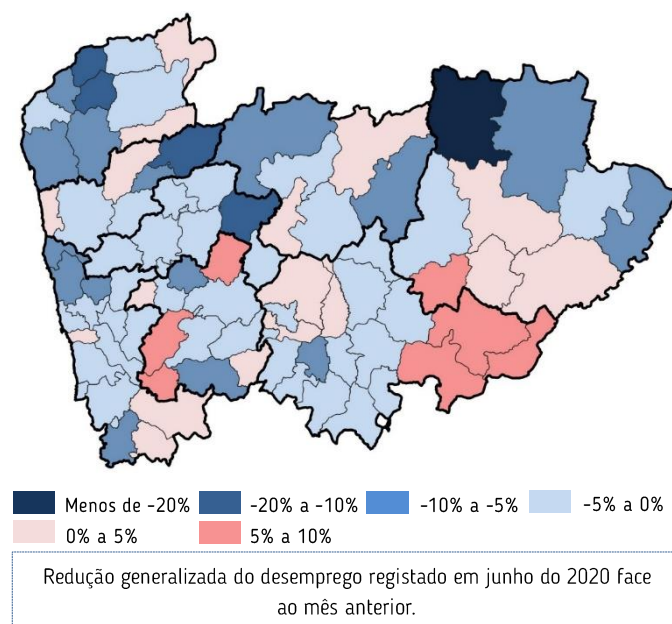 Menos de -20% -20% a -10% -10% a -5% -5% a 0%
0% a 5% 5% a 10%
Redução generalizada do desemprego registado em junho do 2020 face
ao mês anterior.